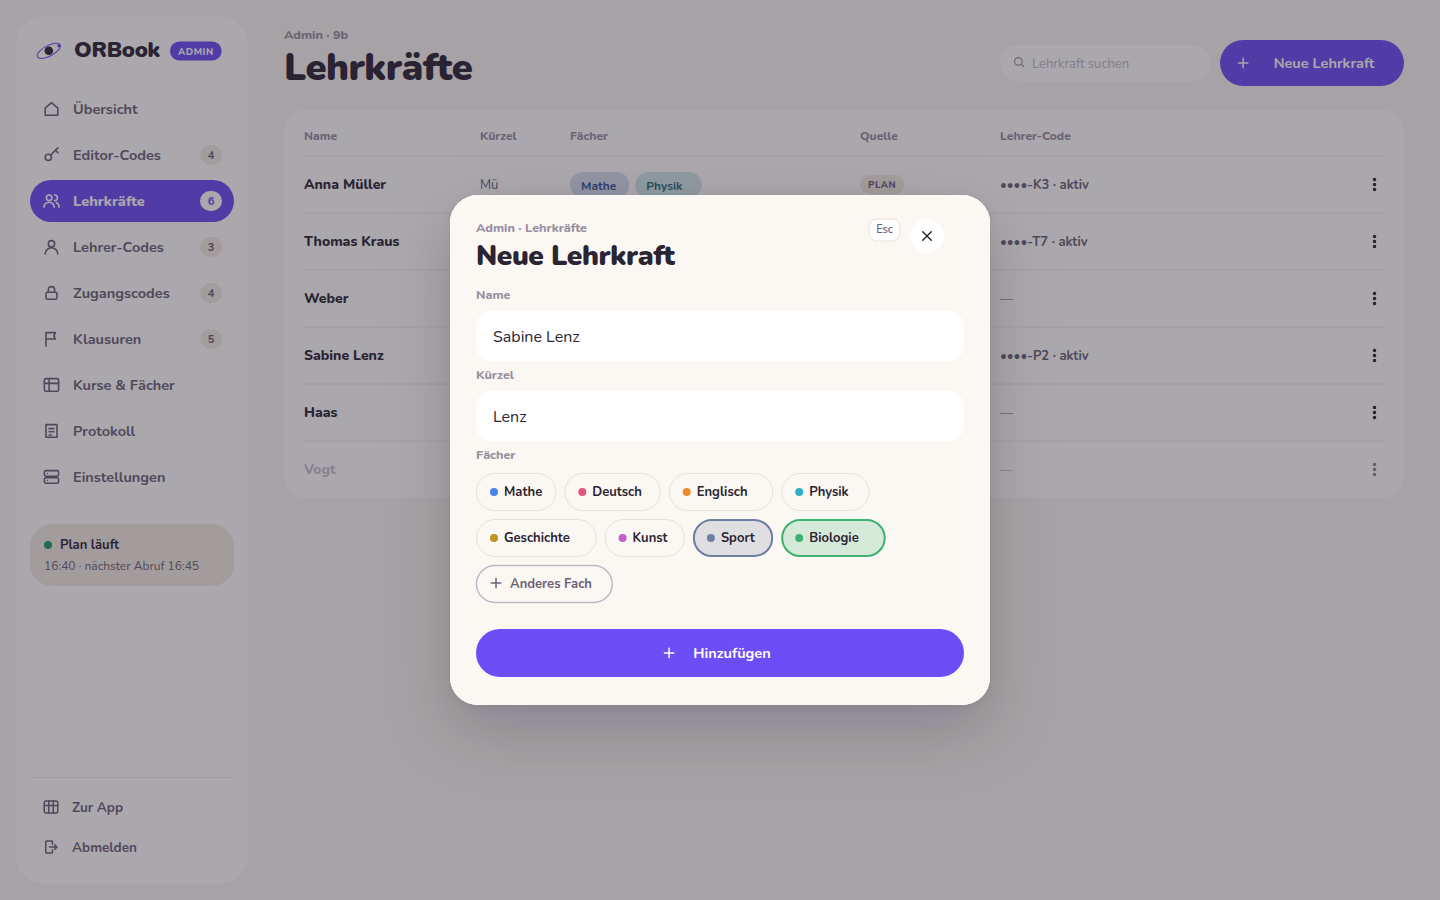 ORBook ADMIN
Übersicht
Editor-Codes 4
Lehrkräfte 6
Lehrer-Codes 3
Zugangscodes 4
Klausuren 5
Kurse & Fächer
Protokoll
Einstellungen
Plan läuft
16:40 · nächster Abruf 16:45
Zur App
Abmelden
Admin · 9b
Lehrkräfte
Lehrkraft suchen
Neue Lehrkraft
Name Kürzel Fächer Quelle Lehrer-Code
Anna Müller Mü Mathe Physik PLAN ••••-K3 · aktiv
Thomas Kraus ••••-T7 · aktiv
Weber —
Sabine Lenz ••••-P2 · aktiv
Haas —
Vogt —
Admin · Lehrkräfte
Neue Lehrkraft
Esc
Name
Sabine Lenz
Kürzel
Lenz
Fächer
Mathe Deutsch Englisch Physik
Geschichte Kunst Sport Biologie
Anderes Fach
Hinzufügen